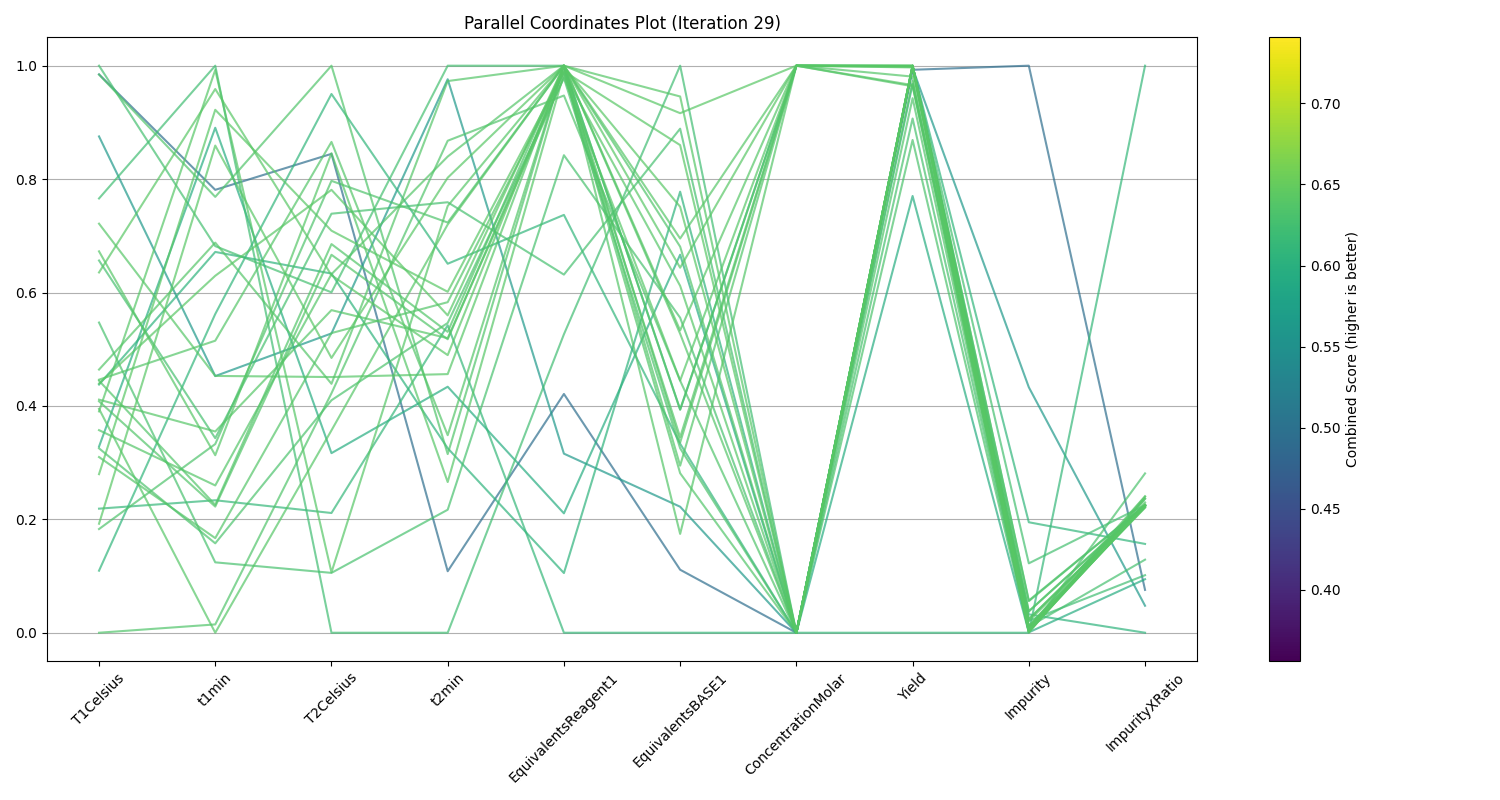 Parallel Coordinates Plot (Iteration 29)
1.0
0.8
0.6
0.4
0.2
0.0
T1Celsius
t1min
T2Celsius
t2min
EquivalentsReagent1
EquivalentsBASE1
ConcentrationMolar
Yield
Impurity
ImpurityXRatio
0.70
0.65
0.60
0.55
0.50
0.45
0.40
Combined Score (higher is better)